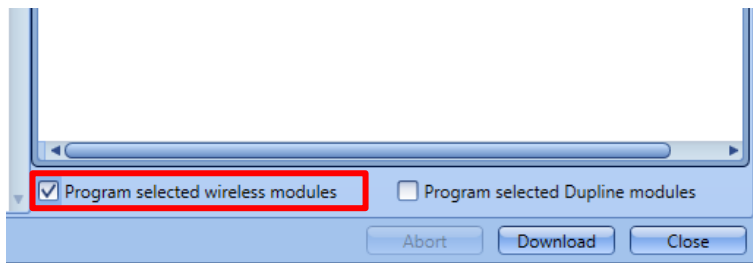 Program selected wireless modules Program selected Dupline modules
Abort Download Close